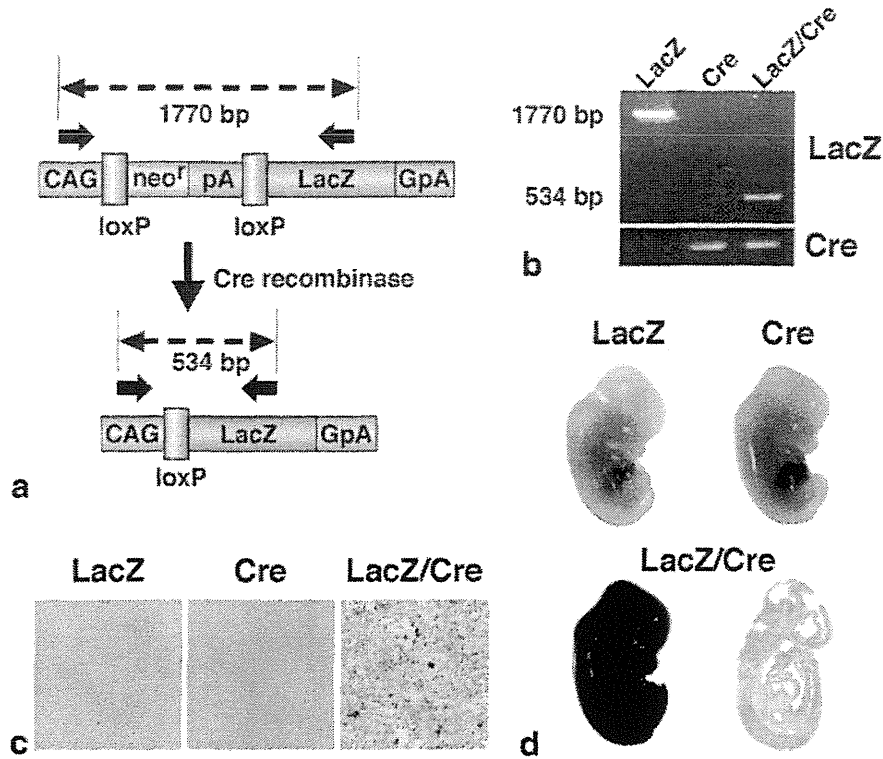 1770 bp
CAG neoʳ pA LacZ GpA
loxP loxP
Cre recombinase
534 bp
CAG LacZ GpA
loxP
a
LacZ Cre LacZ/Cre
1770 bp
LacZ
534 bp
Cre
b
LacZ Cre LacZ/Cre
c
LacZ Cre
LacZ/Cre
d